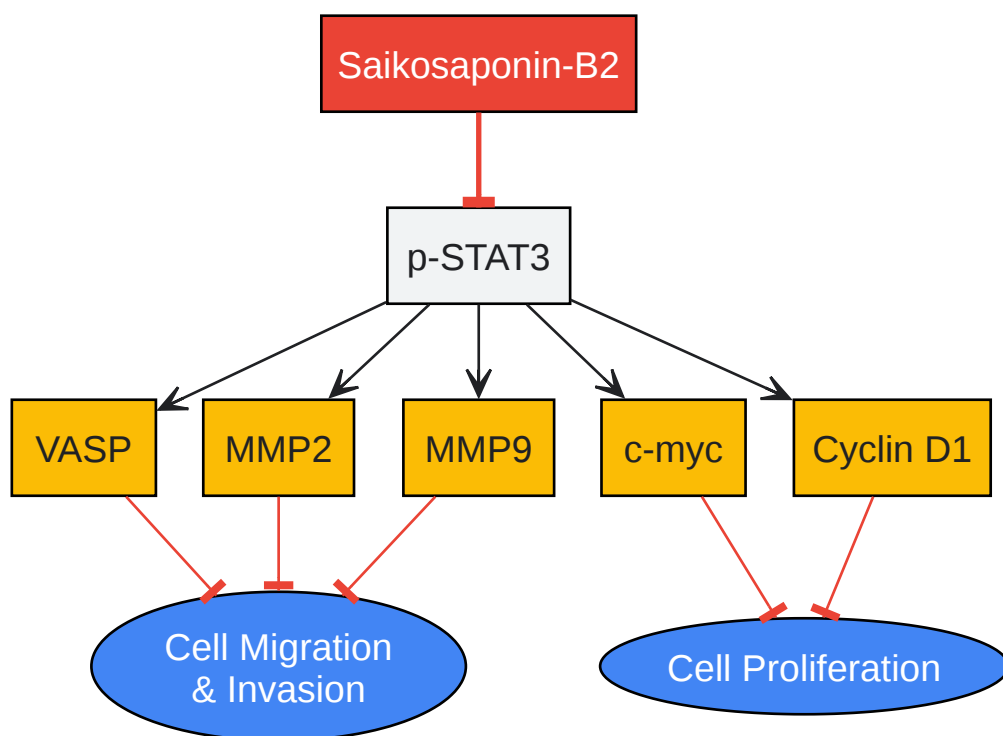 Saikosaponin-B2
p-STAT3
VASP
MMP2
MMP9
c-myc
Cyclin D1
Cell Migration
& Invasion
Cell Proliferation